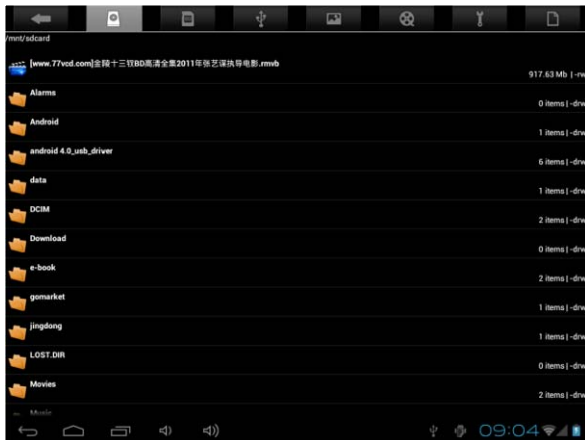 /mnt/sdcard
[www.77vcd.com]金陵十三钗BD高清全集2011年张艺谋执导电影.rmvb
917.63 Mb | -rw
Alarms
0 items | -drw
Android
1 items | -drw
android 4.0_usb_driver
6 items | -drw
data
1 items | -drw
DCIM
2 items | -drw
Download
0 items | -drw
e-book
2 items | -drw
gomarket
1 items | -drw
jingdong
1 items | -drw
LOST.DIR
0 items | -drw
Movies
2 items | -drw
Music
09:04